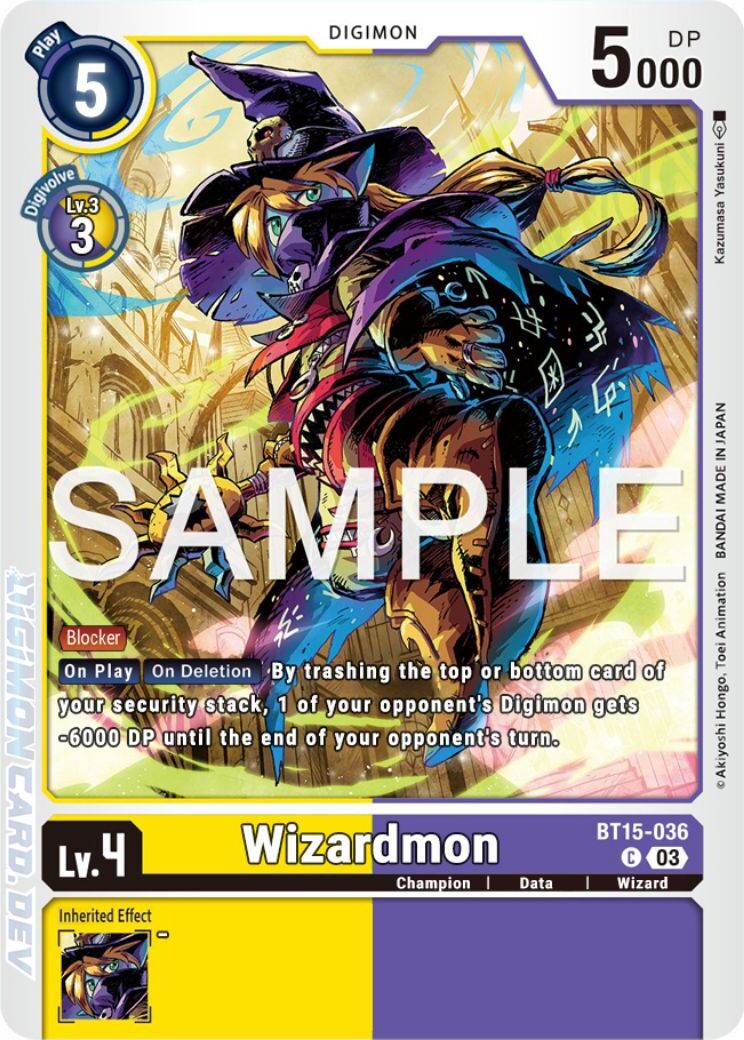 DIGIMON
Play
5
DP
5000
Digivolve
Lv.3
3
Kazumasa Yasukuni
SAMPLE
Blocker
On Play On Deletion By trashing the top or bottom card of
your security stack, 1 of your opponent's Digimon gets
-6000 DP until the end of your opponent's turn.
© Akiyoshi Hongo, Toei Animation BANDAI MADE IN JAPAN
DIGIMONCARD.DEV
Lv.4
Wizardmon
BT15-036
C 03
Champion | Data | Wizard
Inherited Effect
-